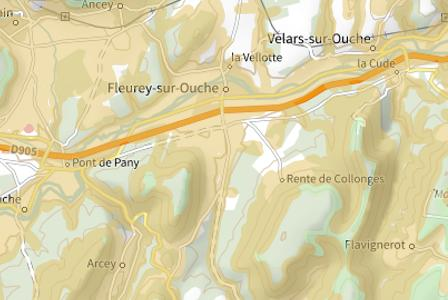 Ancey
Velars-sur-Ouche
la Vellotte
la Cude
Fleurey-sur-Ouche
D905
Pont de Pany
Rente de Collonges
Flavignerot
Arcey